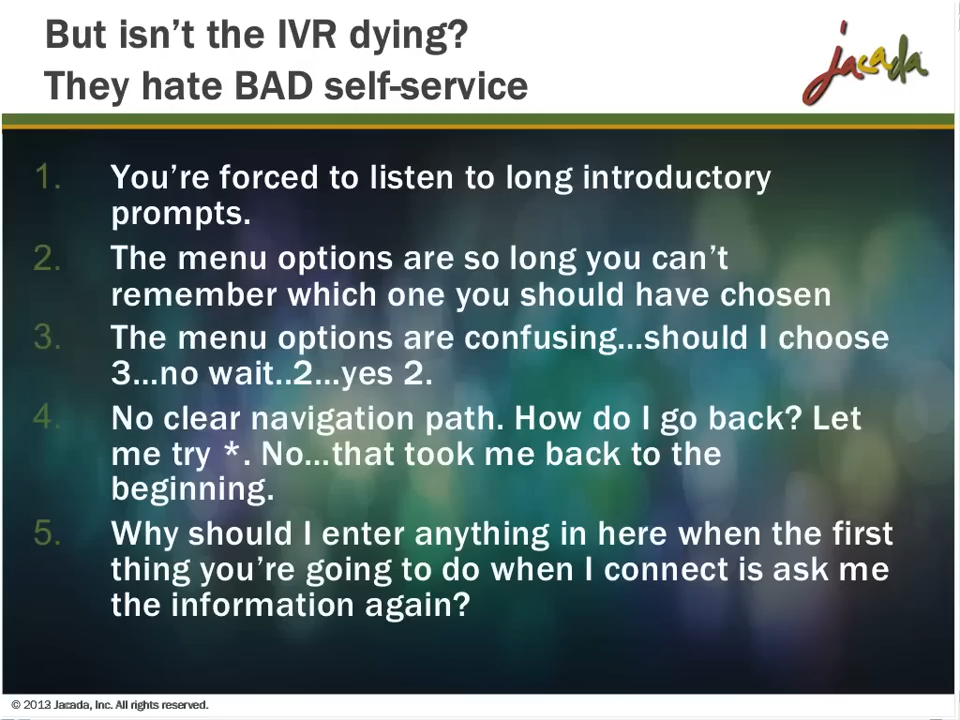 But isn't the IVR dying?
They hate BAD self-service
jacada
1. You're forced to listen to long introductory
prompts.
2. The menu options are so long you can't
remember which one you should have chosen
3. The menu options are confusing...should I choose
3...no wait..2...yes 2.
4. No clear navigation path. How do I go back? Let
me try *. No...that took me back to the
beginning.
5. Why should I enter anything in here when the first
thing you're going to do when I connect is ask me
the information again?
© 2012 Jacada, Inc. All rights reserved.